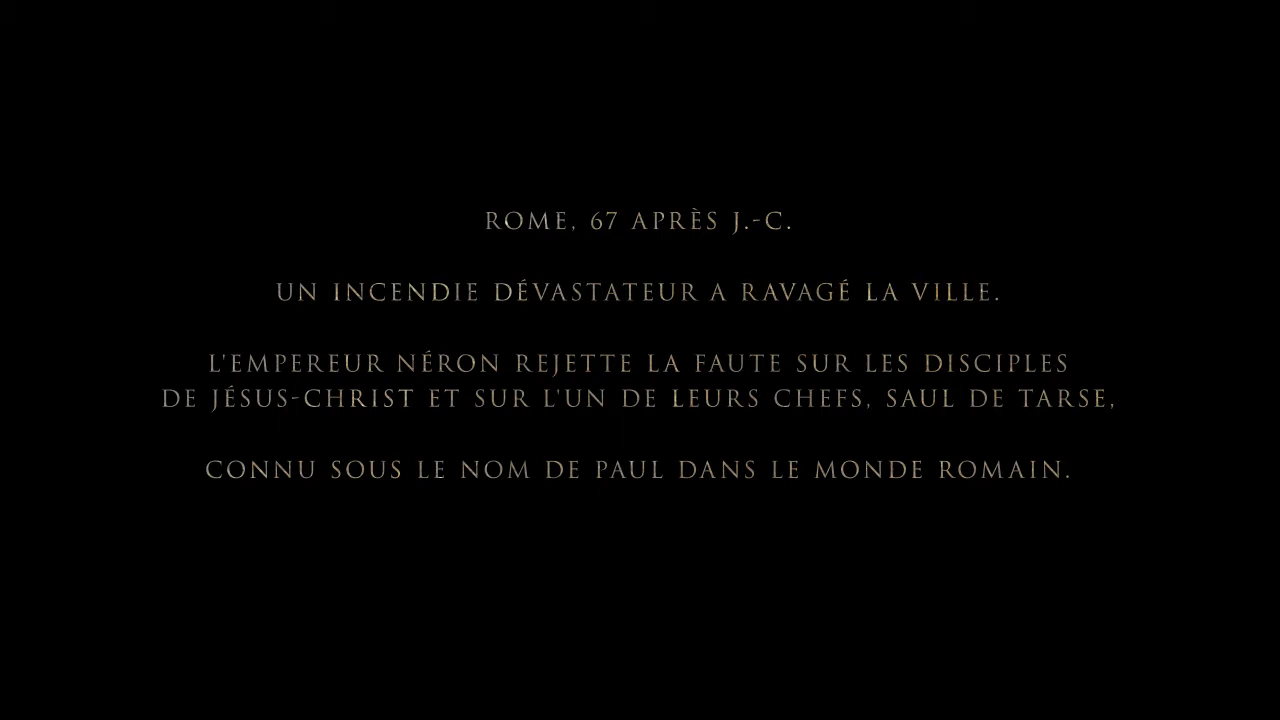 ROME, 67 APRÈS J.-C.
UN INCENDIE DÉVASTATEUR A RAVAGÉ LA VILLE.
L'EMPEREUR NÉRON REJETTE LA FAUTE SUR LES DISCIPLES
DE JÉSUS-CHRIST ET SUR L'UN DE LEURS CHEFS, SAUL DE TARSE,
CONNU SOUS LE NOM DE PAUL DANS LE MONDE ROMAIN.